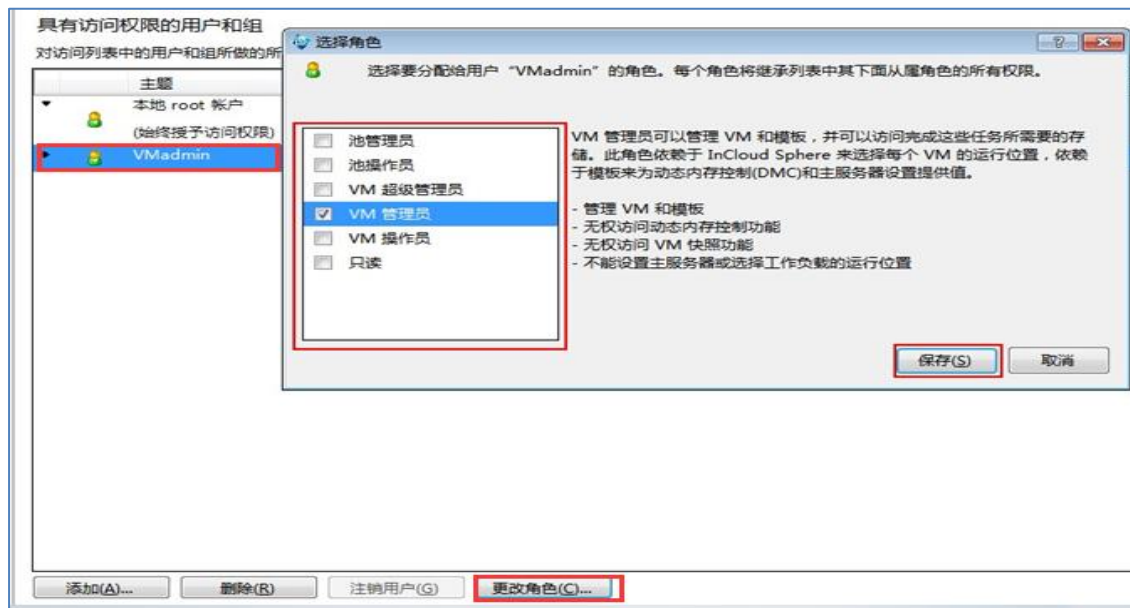 具有访问权限的用户和组
对访问列表中的用户和组所做的所
主题
本地 root 帐户
(始终授予访问权限)
VMadmin
选择角色
选择要分配给用户 “VMadmin” 的角色。每个角色将继承列表中其下面从属角色的所有权限。
池管理员
池操作员
VM 超级管理员
VM 管理员
VM 操作员
只读
VM 管理员可以管理 VM 和模板，并可以访问完成这些任务所需要的存
储。此角色依赖于 InCloud Sphere 来选择每个 VM 的运行位置，依赖
于模板来为动态内存控制(DMC)和主服务器设置提供值。
- 管理 VM 和模板
- 无权访问动态内存控制功能
- 无权访问 VM 快照功能
- 不能设置主服务器或选择工作负载的运行位置
保存(S)
取消
添加(A)...
删除(R)
注销用户(G)
更改角色(C)...